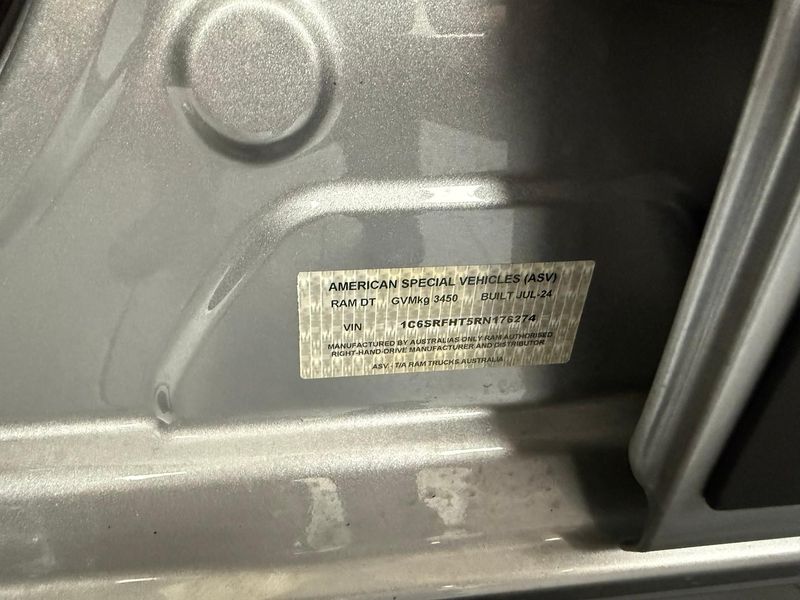 AMERICAN SPECIAL VEHICLES (ASV)
RAM DT GVMkg 3450 BUILT JUL-24
VIN 1C6SRFHT5RN176274
MANUFACTURED BY AUSTRALIAS ONLY RAM AUTHORISED
RIGHT-HAND-DRIVE MANUFACTURER AND DISTRIBUTOR
ASV - T/A RAM TRUCKS AUSTRALIA